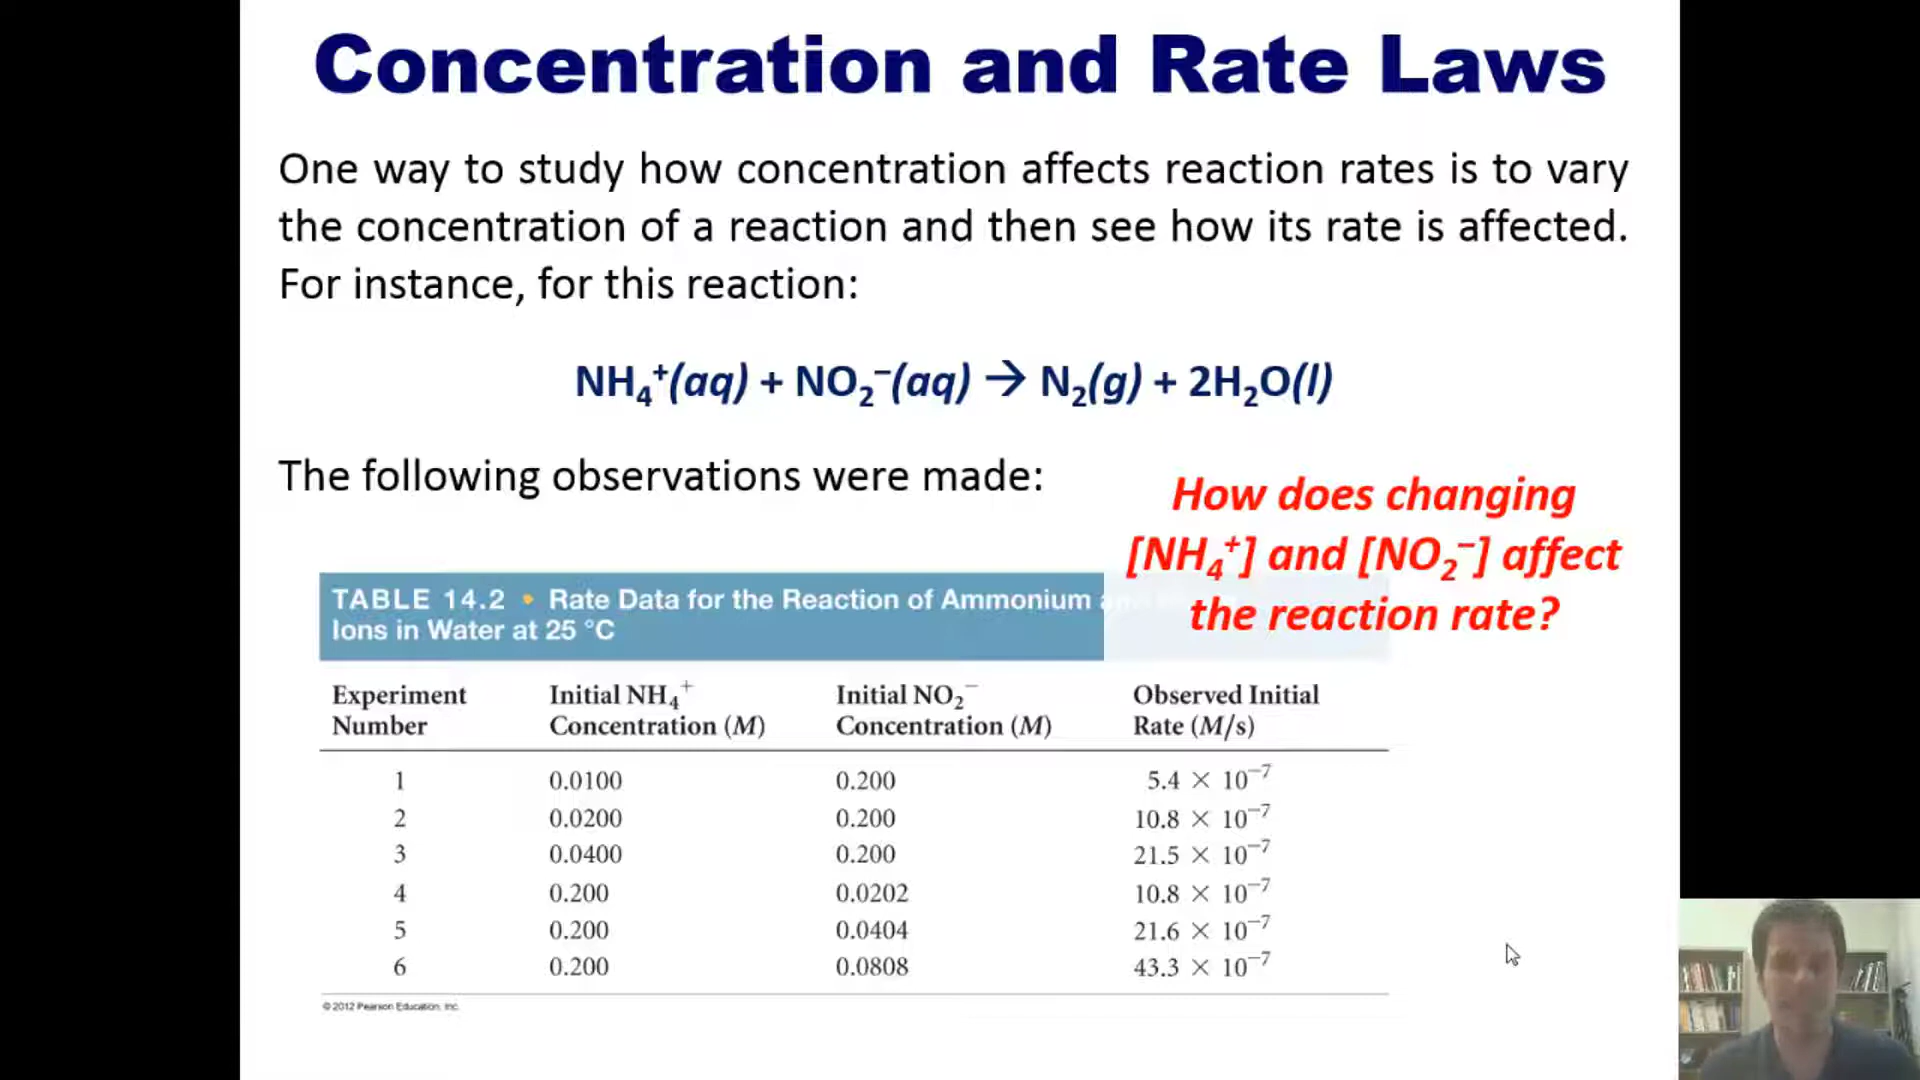 Concentration and Rate Laws
One way to study how concentration affects reaction rates is to vary
the concentration of a reaction and then see how its rate is affected.
For instance, for this reaction:
NH₄⁺(aq) + NO₂⁻(aq) → N₂(g) + 2H₂O(l)
The following observations were made:
How does changing
[NH₄⁺] and [NO₂⁻] affect
the reaction rate?
TABLE 14.2 • Rate Data for the Reaction of Ammonium
Ions in Water at 25 °C
Experiment Number Initial NH₄⁺ Concentration (M) Initial NO₂⁻ Concentration (M) Observed Initial Rate (M/s)
1 0.0100 0.200 5.4 × 10⁻⁷
2 0.0200 0.200 10.8 × 10⁻⁷
3 0.0400 0.200 21.5 × 10⁻⁷
4 0.200 0.0202 10.8 × 10⁻⁷
5 0.200 0.0404 21.6 × 10⁻⁷
6 0.200 0.0808 43.3 × 10⁻⁷
© 2012 Pearson Education, Inc.